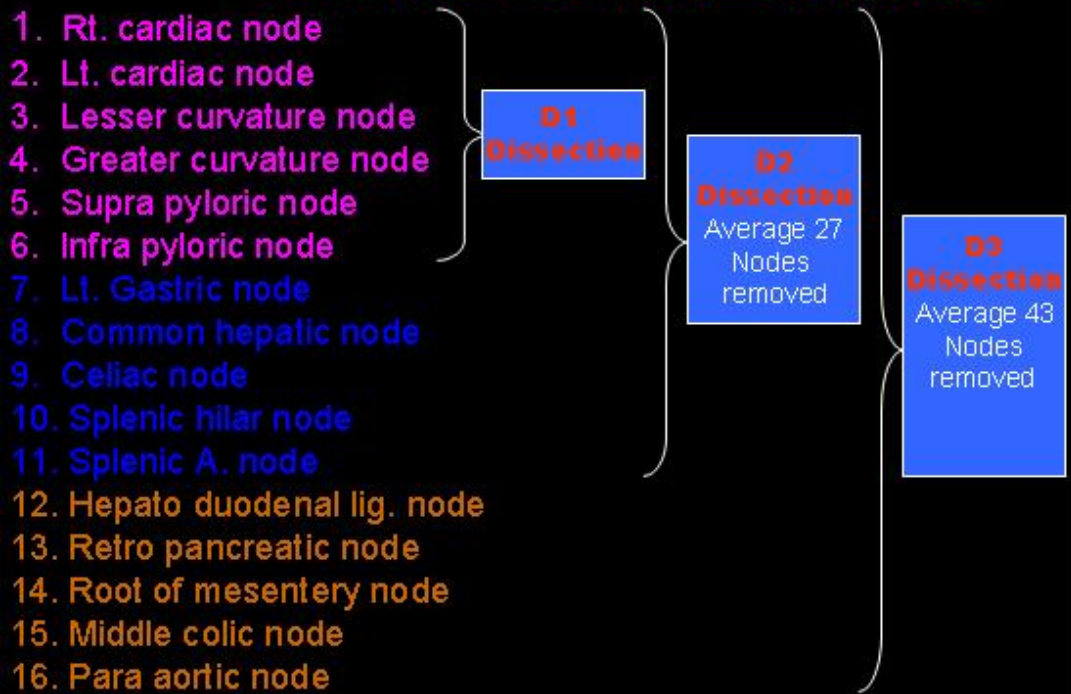 1. Rt. cardiac node
2. Lt. cardiac node
3. Lesser curvature node
4. Greater curvature node
5. Supra pyloric node
6. Infra pyloric node
7. Lt. Gastric node
8. Common hepatic node
9. Celiac node
10. Splenic hilar node
11. Splenic A. node
12. Hepato duodenal lig. node
13. Retro pancreatic node
14. Root of mesentery node
15. Middle colic node
16. Para aortic node
D1
Dissection
D2
Dissection
Average 27
Nodes
removed
D3
Dissection
Average 43
Nodes
removed